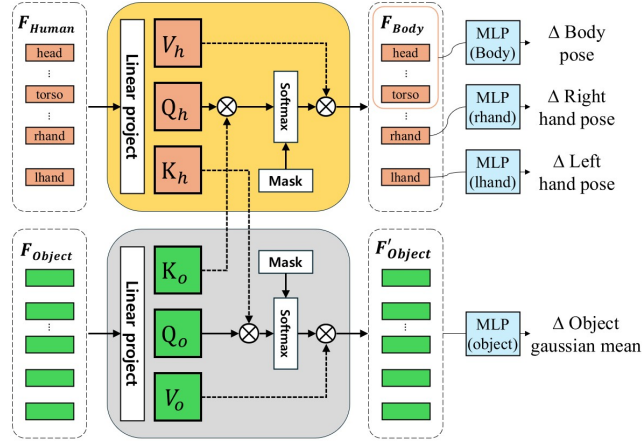 F_Human
head
...
torso
...
rhand
lhand
Linear project
V_h
Q_h
K_h
Softmax
Mask
F_Body
head
...
torso
...
rhand
lhand
MLP
(Body)
Δ Body
pose
MLP
(rhand)
Δ Right
hand pose
MLP
(lhand)
Δ Left
hand pose
F_Object
...
Linear project
K_o
Q_o
V_o
Mask
Softmax
F'_Object
...
MLP
(object)
Δ Object
gaussian mean